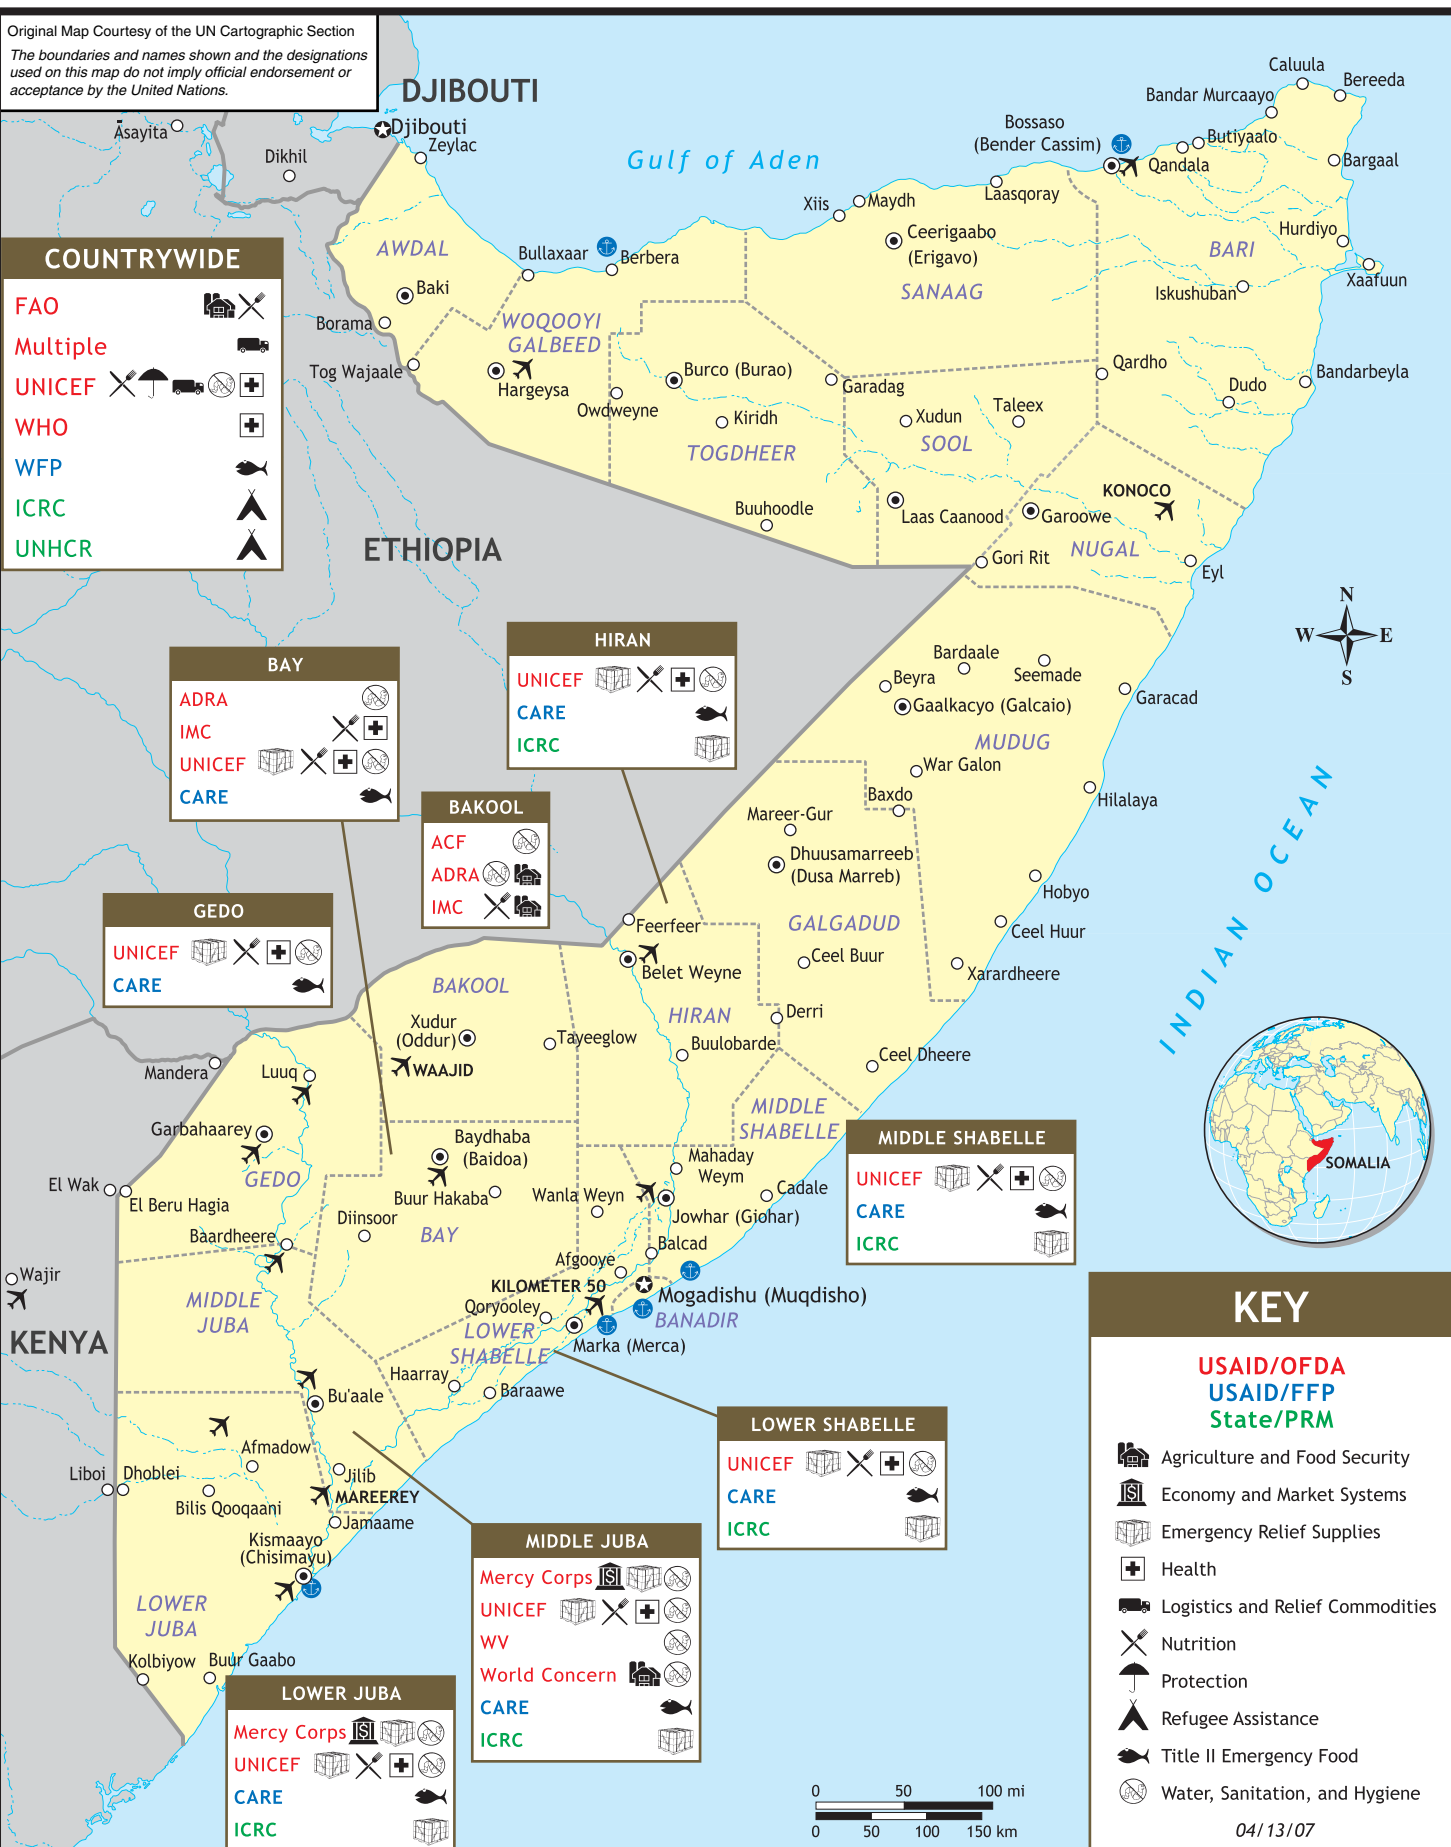 Original Map Courtesy of the UN Cartographic Section
The boundaries and names shown and the designations
used on this map do not imply official endorsement or
acceptance by the United Nations.
DJIBOUTI
Djibouti
Asayita
Dikhil
Zeylac
Gulf of Aden
Caluula
Bereeda
Bandar Murcaayo
Bossaso
(Bender Cassim)
Butiyaalo
Qandala
Bargaal
Laasqoray
Xiis
Maydh
Hurdiyo
Xaafuun
Ceerigaabo
(Erigavo)
BARI
SANAAG
Iskushuban
AWDAL
Bullaxaar
Berbera
Baki
Borama
WOQOOYI
GALBEED
Tog Wajaale
Hargeysa
Owdweyne
Burco (Burao)
Garadag
Qardho
Bandarbeyla
Dudo
Kiridh
Xudun
Taleex
TOGDHEER
SOOL
KONOCO
Buuhoodle
Laas Caanood
Garoowe
NUGAL
Gori Rit
Eyl
COUNTRYWIDE
FAO
Multiple
UNICEF
WHO
WFP
ICRC
UNHCR
ETHIOPIA
N
W
E
S
BAY
ADRA
IMC
UNICEF
CARE
HIRAN
UNICEF
CARE
ICRC
BAKOOL
ACF
ADRA
IMC
GEDO
UNICEF
CARE
Bardaale
Seemade
Beyra
Gaalkacyo (Galcaio)
Garacad
MUDUG
War Galon
Baxdo
Hilalaya
Mareer-Gur
Dhuusamarreeb
(Dusa Marreb)
Hobyo
GALGADUD
Ceel Huur
Ceel Buur
Xarardheere
INDIAN OCEAN
Feerfeer
Belet Weyne
BAKOOL
HIRAN
Derri
Xudur
(Oddur)
Tayeeglow
Buulobarde
WAAJID
Ceel Dheere
Mandera
Luuq
MIDDLE
SHABELLE
Garbahaarey
Baydhaba
(Baidoa)
Mahaday
Weym
GEDO
El Wak
El Beru Hagia
Buur Hakaba
Wanla Weyn
Cadale
Jowhar (Giohar)
Diinsoor
BAY
Baardheere
Balcad
Afgooye
Wajir
KILOMETER 50
Mogadishu (Muqdisho)
BANADIR
Qoryooley
MIDDLE
JUBA
LOWER
SHABELLE
Marka (Merca)
KENYA
Haarray
Baraawe
Bu'aale
Afmadow
Liboi
Dhoblei
Jilib
Bilis Qooqaani
MAREEREY
Jamaame
Kismaayo
(Chisimayu)
LOWER
JUBA
Kolbiyow
Buur Gaabo
MIDDLE SHABELLE
UNICEF
CARE
ICRC
SOMALIA
LOWER SHABELLE
UNICEF
CARE
ICRC
MIDDLE JUBA
Mercy Corps
UNICEF
WV
World Concern
CARE
ICRC
LOWER JUBA
Mercy Corps
UNICEF
CARE
ICRC
0 50 100 mi
0 50 100 150 km
KEY
USAID/OFDA
USAID/FFP
State/PRM
Agriculture and Food Security
Economy and Market Systems
Emergency Relief Supplies
Health
Logistics and Relief Commodities
Nutrition
Protection
Refugee Assistance
Title II Emergency Food
Water, Sanitation, and Hygiene
04/13/07